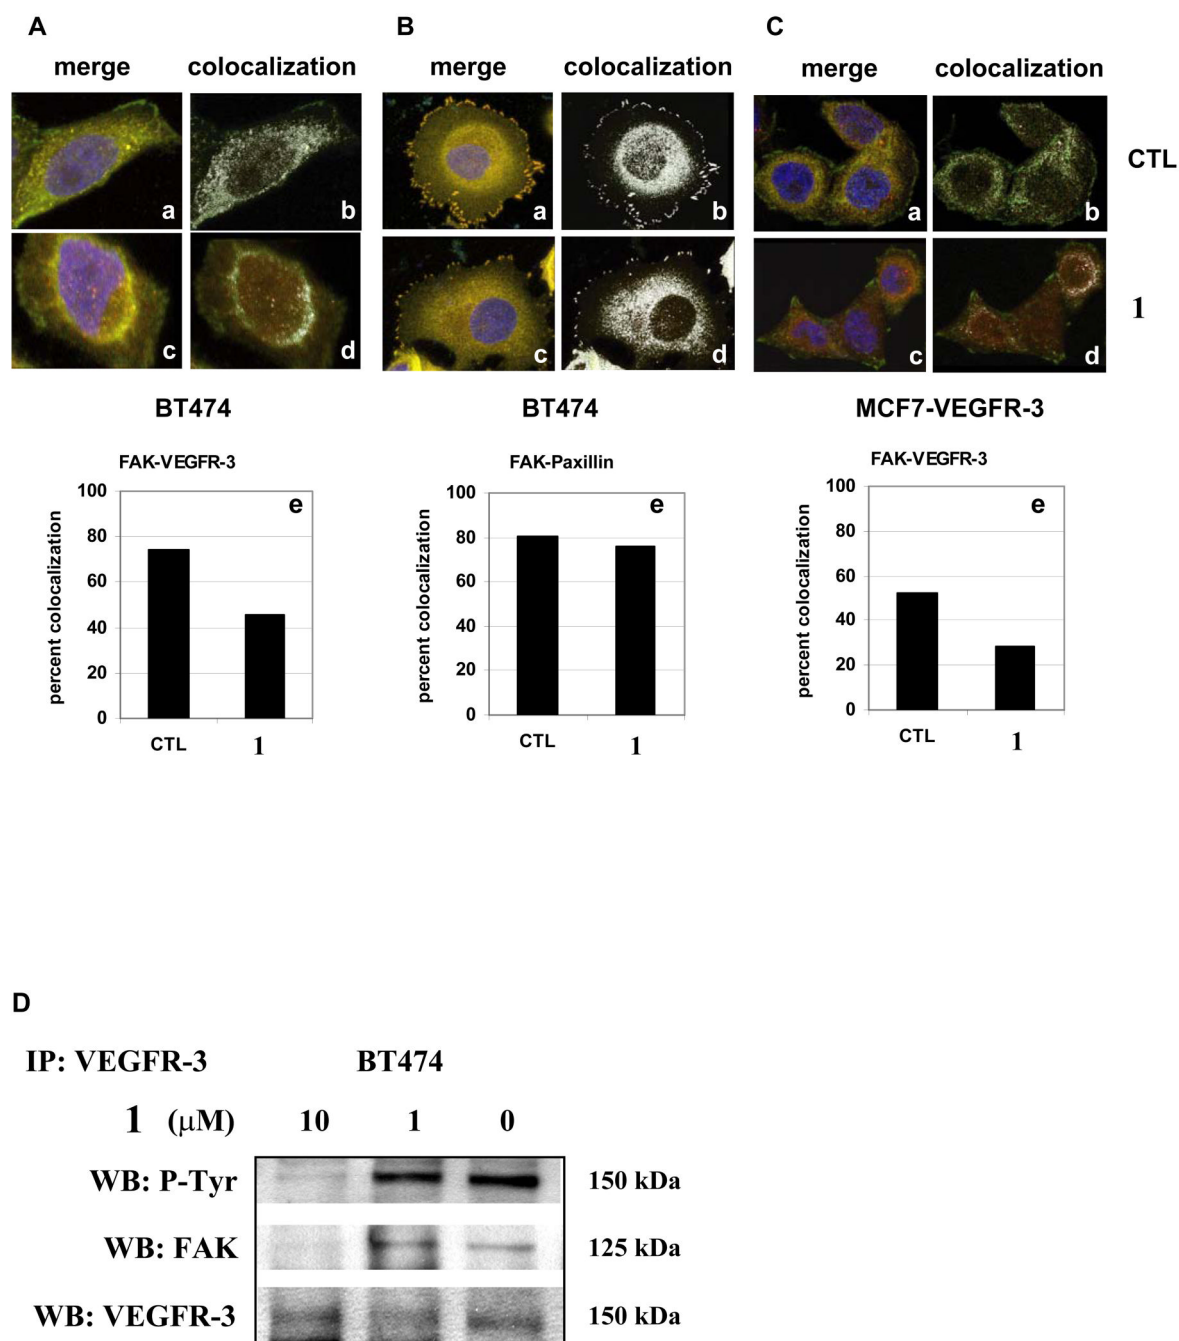 A B C
merge colocalization merge colocalization merge colocalization
a b a b a b CTL
c d c d c d 1
BT474 BT474 MCF7-VEGFR-3
FAK-VEGFR-3 FAK-Paxillin FAK-VEGFR-3
percent colocalization
100
80
60
40
20
0
e
CTL 1
percent colocalization
100
80
60
40
20
0
e
CTL 1
percent colocalization
100
80
60
40
20
0
e
CTL 1
D
IP: VEGFR-3 BT474
1 (μM) 10 1 0
WB: P-Tyr 150 kDa
WB: FAK 125 kDa
WB: VEGFR-3 150 kDa